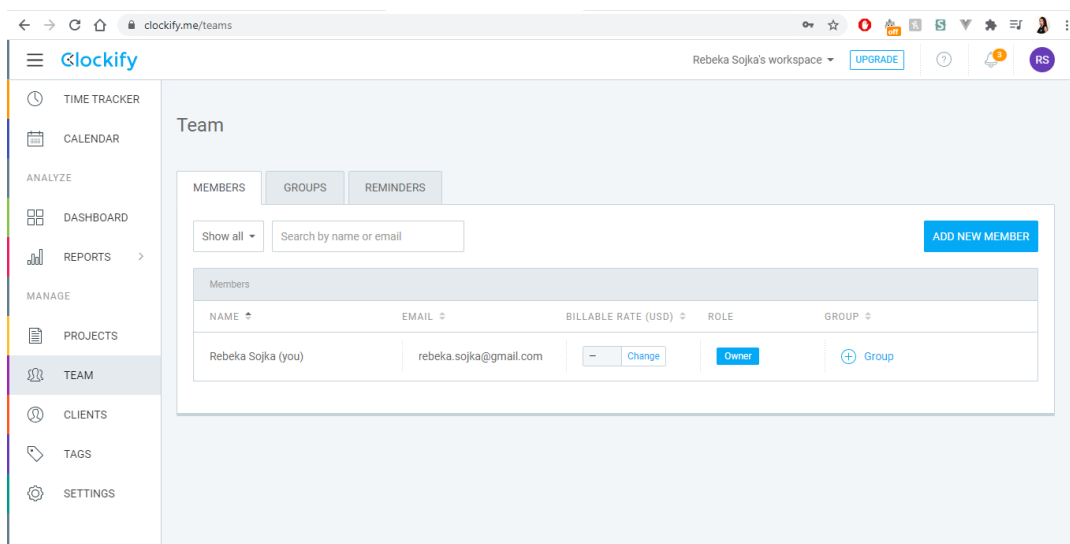 clockify.me/teams
off
Clockify
Rebeka Sojka's workspace
UPGRADE
?
3
RS
TIME TRACKER
CALENDAR
ANALYZE
DASHBOARD
REPORTS
MANAGE
PROJECTS
TEAM
CLIENTS
TAGS
SETTINGS
Team
MEMBERS GROUPS REMINDERS
Show all Search by name or email ADD NEW MEMBER
Members
NAME EMAIL BILLABLE RATE (USD) ROLE GROUP
Rebeka Sojka (you) rebeka.sojka@gmail.com – Change Owner Group